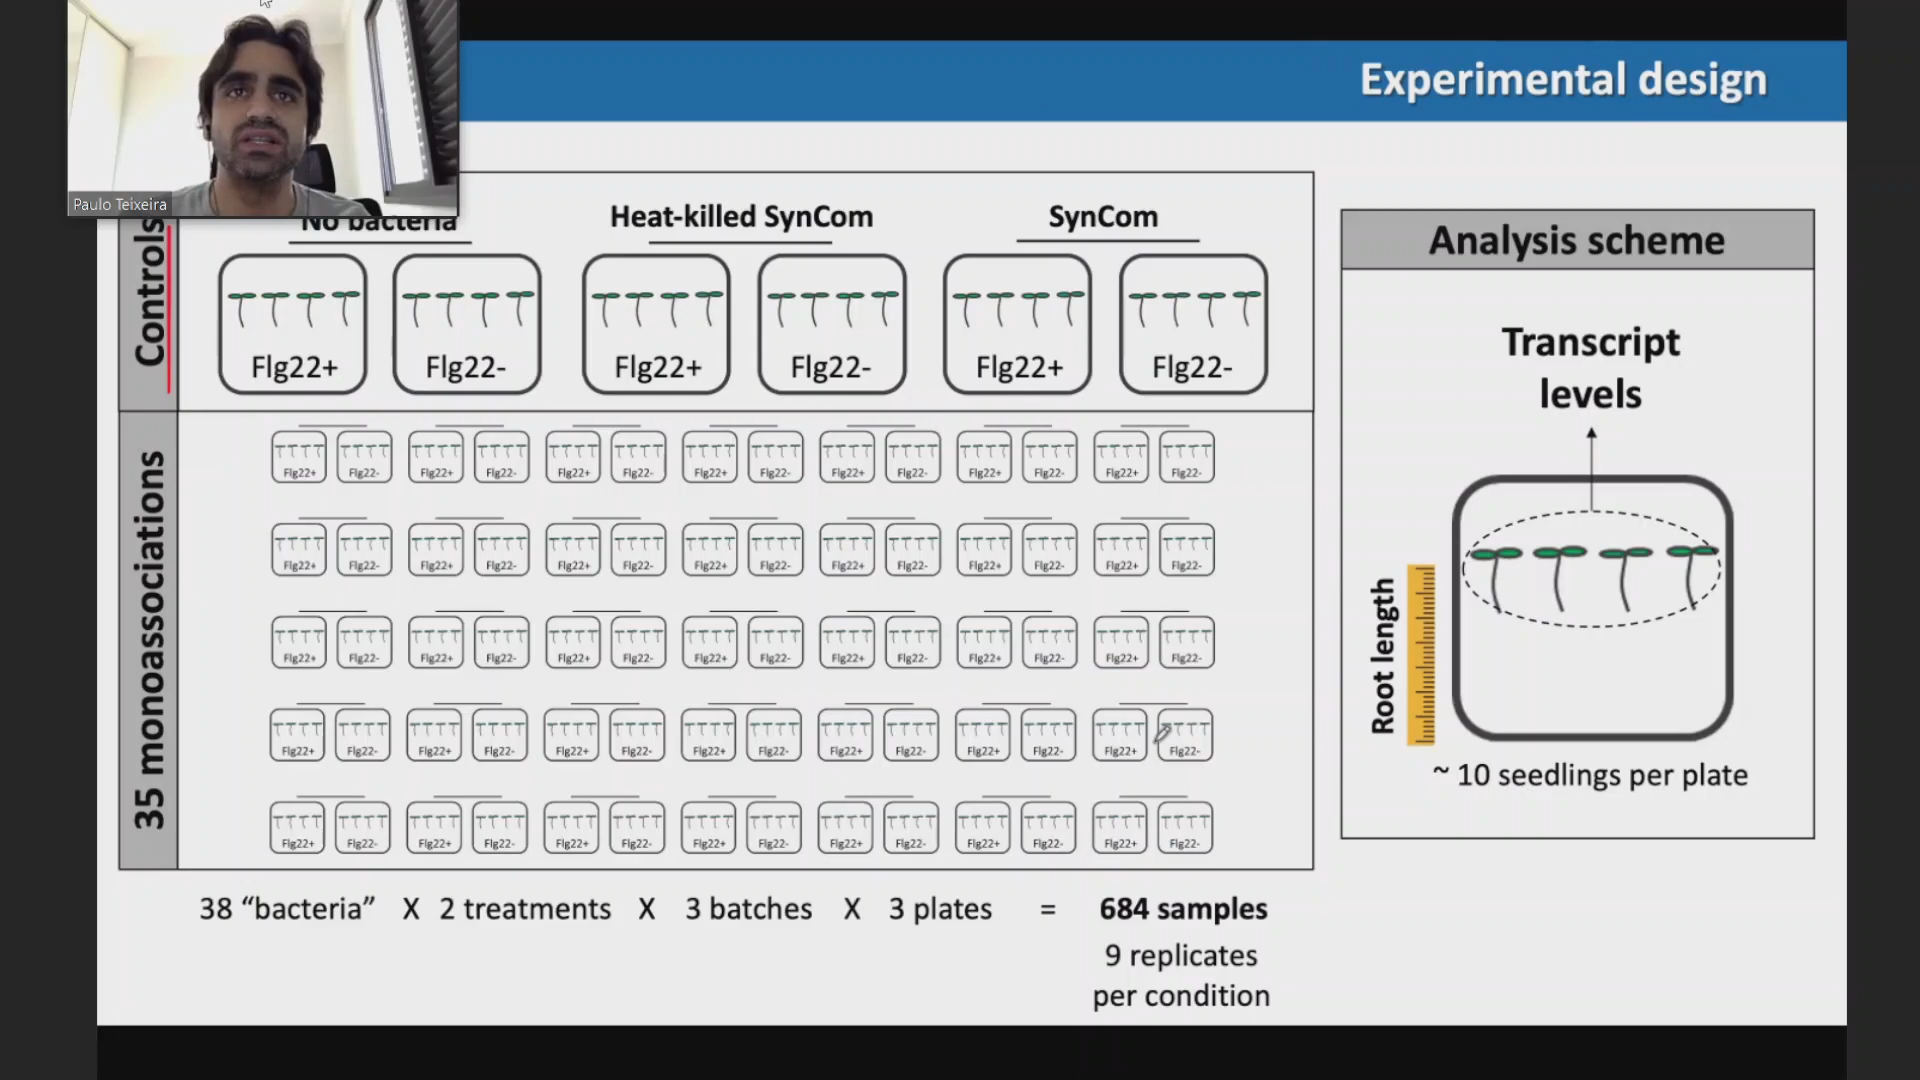 Experimental design
Paulo Teixeira
Controls
No bacteria
Heat-killed SynCom
SynCom
Flg22+
Flg22-
Flg22+
Flg22-
Flg22+
Flg22-
35 monoassociations
Flg22+ Flg22- Flg22+ Flg22- Flg22+ Flg22- Flg22+ Flg22- Flg22+ Flg22- Flg22+ Flg22- Flg22+ Flg22-
Flg22+ Flg22- Flg22+ Flg22- Flg22+ Flg22- Flg22+ Flg22- Flg22+ Flg22- Flg22+ Flg22- Flg22+ Flg22-
Flg22+ Flg22- Flg22+ Flg22- Flg22+ Flg22- Flg22+ Flg22- Flg22+ Flg22- Flg22+ Flg22- Flg22+ Flg22-
Flg22+ Flg22- Flg22+ Flg22- Flg22+ Flg22- Flg22+ Flg22- Flg22+ Flg22- Flg22+ Flg22- Flg22+ Flg22-
Flg22+ Flg22- Flg22+ Flg22- Flg22+ Flg22- Flg22+ Flg22- Flg22+ Flg22- Flg22+ Flg22- Flg22+ Flg22-
38 “bacteria” X 2 treatments X 3 batches X 3 plates = 684 samples
9 replicates
per condition
Analysis scheme
Transcript
levels
Root length
~ 10 seedlings per plate